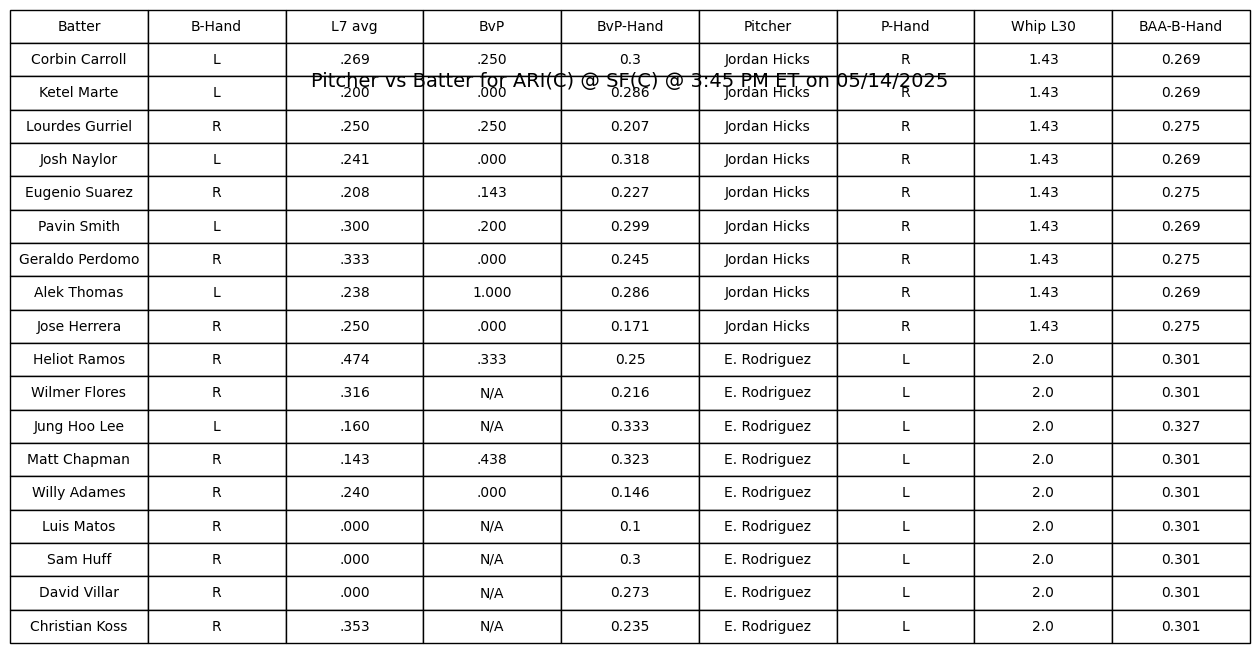 Batter B-Hand L7 avg BvP BvP-Hand Pitcher P-Hand Whip L30 BAA-B-Hand
Corbin Carroll L .269 .250 0.3 Jordan Hicks R 1.43 0.269
Pitcher vs Batter for ARI(C) @ SF(C) @ 3:45 PM ET on 05/14/2025
Ketel Marte L .200 .000 0.286 Jordan Hicks R 1.43 0.269
Lourdes Gurriel R .250 .250 0.207 Jordan Hicks R 1.43 0.275
Josh Naylor L .241 .000 0.318 Jordan Hicks R 1.43 0.269
Eugenio Suarez R .208 .143 0.227 Jordan Hicks R 1.43 0.275
Pavin Smith L .300 .200 0.299 Jordan Hicks R 1.43 0.269
Geraldo Perdomo R .333 .000 0.245 Jordan Hicks R 1.43 0.275
Alek Thomas L .238 1.000 0.286 Jordan Hicks R 1.43 0.269
Jose Herrera R .250 .000 0.171 Jordan Hicks R 1.43 0.275
Heliot Ramos R .474 .333 0.25 E. Rodriguez L 2.0 0.301
Wilmer Flores R .316 N/A 0.216 E. Rodriguez L 2.0 0.301
Jung Hoo Lee L .160 N/A 0.333 E. Rodriguez L 2.0 0.327
Matt Chapman R .143 .438 0.323 E. Rodriguez L 2.0 0.301
Willy Adames R .240 .000 0.146 E. Rodriguez L 2.0 0.301
Luis Matos R .000 N/A 0.1 E. Rodriguez L 2.0 0.301
Sam Huff R .000 N/A 0.3 E. Rodriguez L 2.0 0.301
David Villar R .000 N/A 0.273 E. Rodriguez L 2.0 0.301
Christian Koss R .353 N/A 0.235 E. Rodriguez L 2.0 0.301